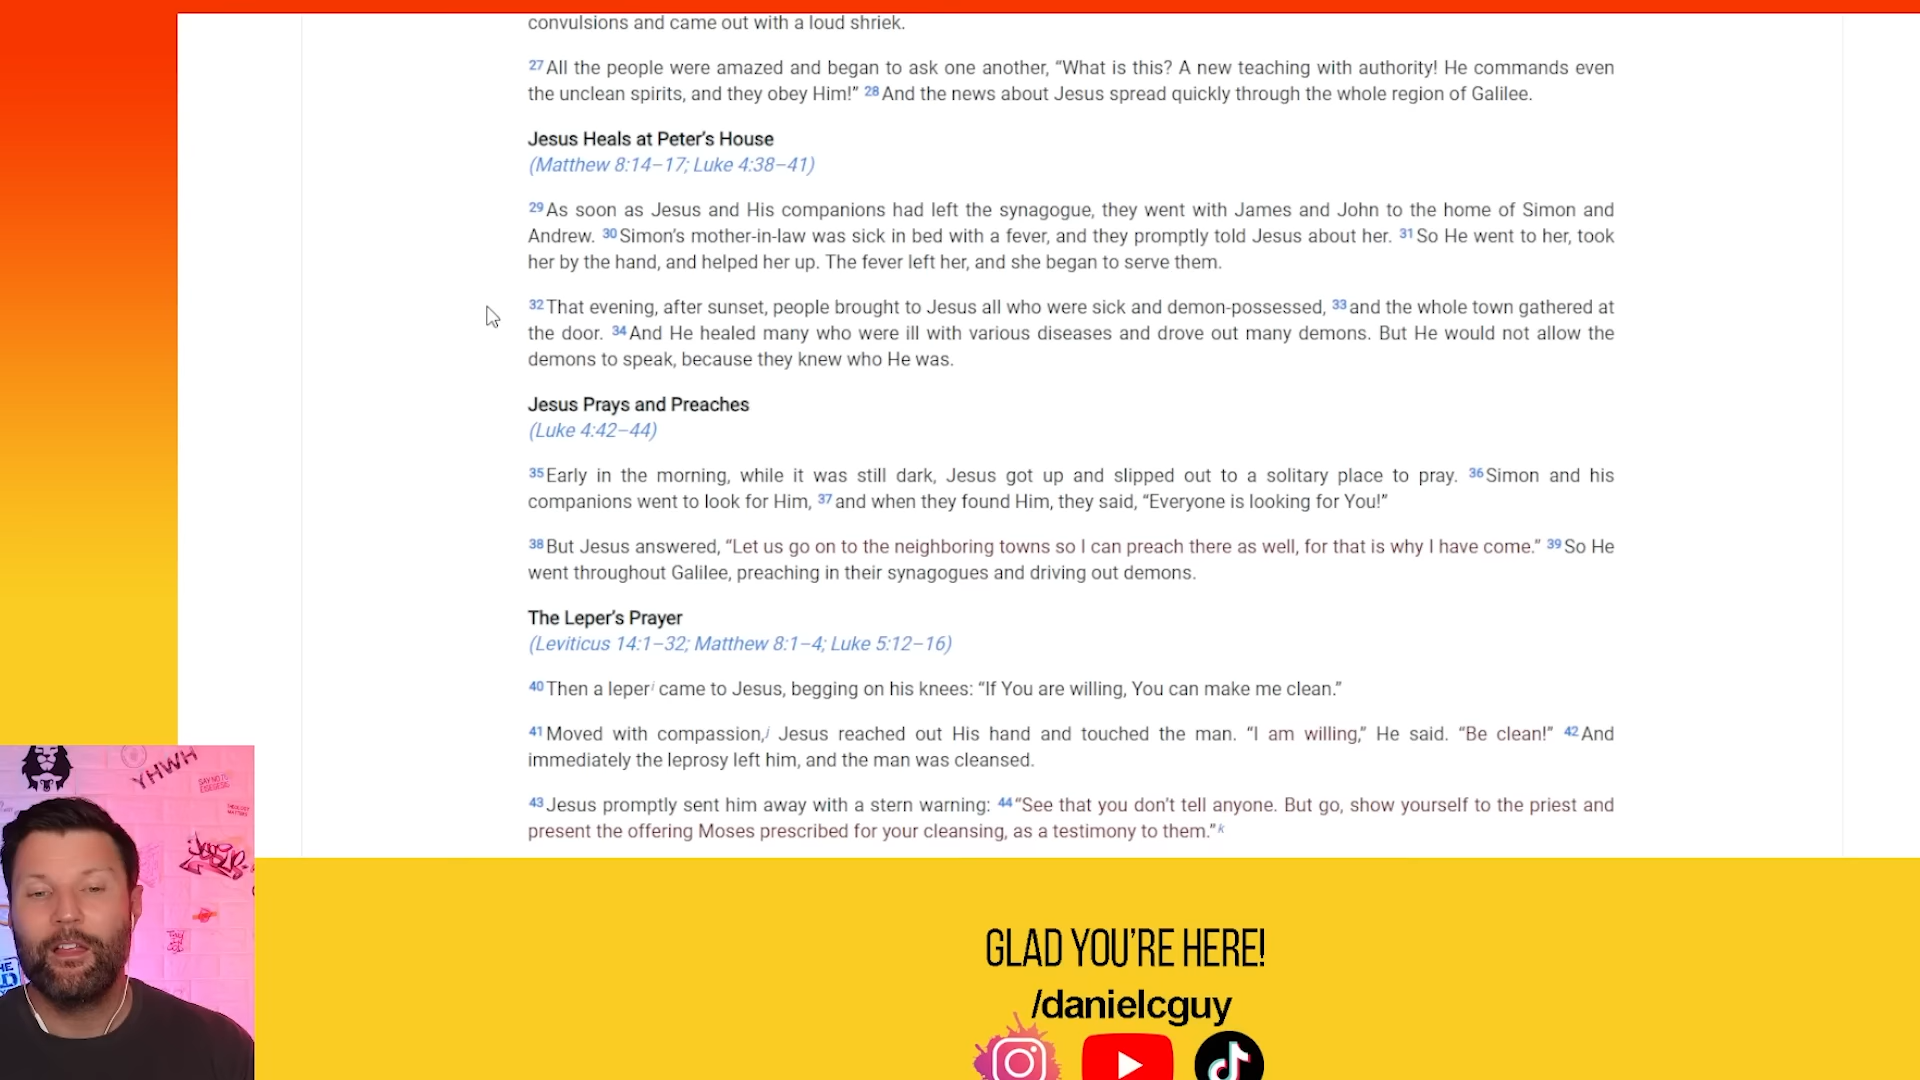 convulsions and came out with a loud shriek.
27 All the people were amazed and began to ask one another, “What is this? A new teaching with authority! He commands even
the unclean spirits, and they obey Him!” 28 And the news about Jesus spread quickly through the whole region of Galilee.
Jesus Heals at Peter’s House
(Matthew 8:14–17; Luke 4:38–41)
29 As soon as Jesus and His companions had left the synagogue, they went with James and John to the home of Simon and
Andrew. 30 Simon’s mother-in-law was sick in bed with a fever, and they promptly told Jesus about her. 31 So He went to her, took
her by the hand, and helped her up. The fever left her, and she began to serve them.
32 That evening, after sunset, people brought to Jesus all who were sick and demon-possessed, 33 and the whole town gathered at
the door. 34 And He healed many who were ill with various diseases and drove out many demons. But He would not allow the
demons to speak, because they knew who He was.
Jesus Prays and Preaches
(Luke 4:42–44)
35 Early in the morning, while it was still dark, Jesus got up and slipped out to a solitary place to pray. 36 Simon and his
companions went to look for Him, 37 and when they found Him, they said, “Everyone is looking for You!”
38 But Jesus answered, “Let us go on to the neighboring towns so I can preach there as well, for that is why I have come.” 39 So He
went throughout Galilee, preaching in their synagogues and driving out demons.
The Leper’s Prayer
(Leviticus 14:1–32; Matthew 8:1–4; Luke 5:12–16)
40 Then a leper i came to Jesus, begging on his knees: “If You are willing, You can make me clean.”
41 Moved with compassion, j Jesus reached out His hand and touched the man. “I am willing,” He said. “Be clean!” 42 And
immediately the leprosy left him, and the man was cleansed.
43 Jesus promptly sent him away with a stern warning: 44 “See that you don’t tell anyone. But go, show yourself to the priest and
present the offering Moses prescribed for your cleansing, as a testimony to them.” k
YHWH
SAY NO TO
EISEGESIS
THEOLOGY
MATTERS
GLAD YOU’RE HERE!
/danielcguy